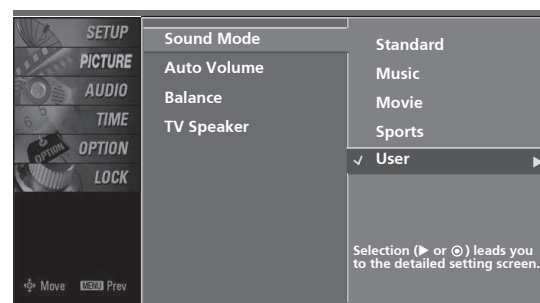 SETUP
PICTURE
AUDIO
TIME
OPTION
LOCK
Move MENU Prev
Sound Mode
Auto Volume
Balance
TV Speaker
Standard
Music
Movie
Sports
✓ User ▶
Selection (▶ or ◉) leads you
to the detailed setting screen.